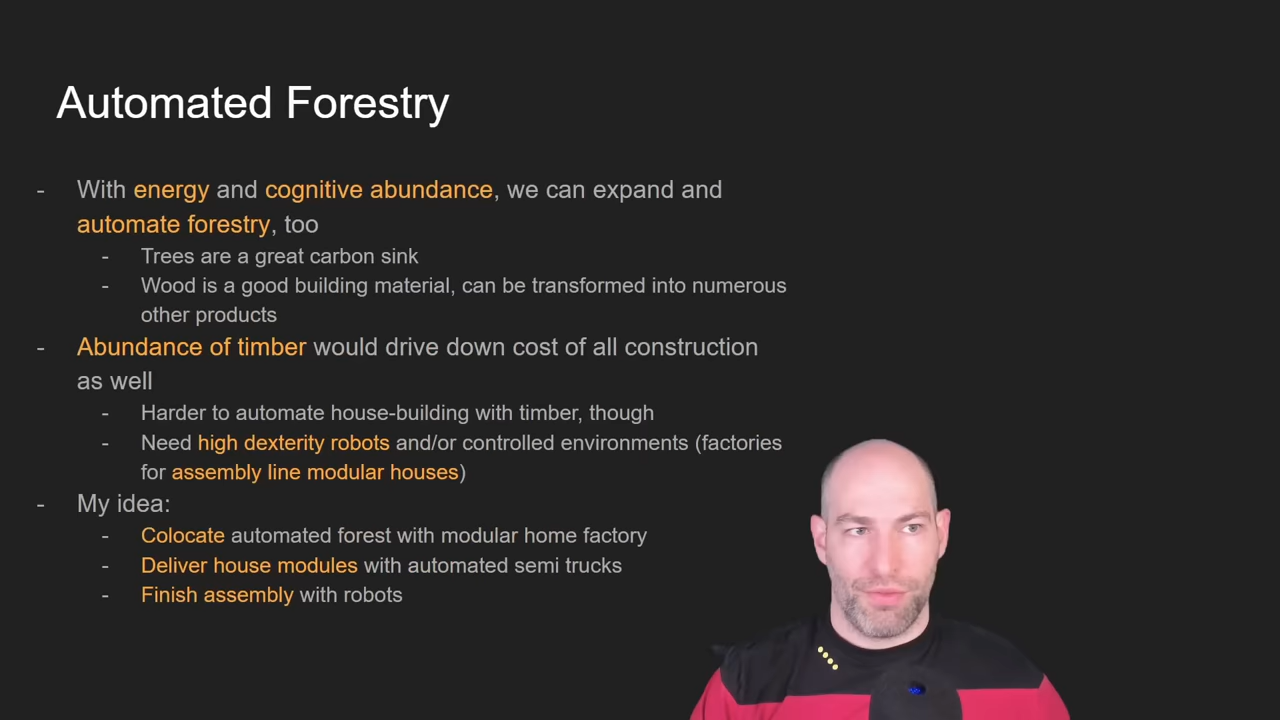 Automated Forestry
- With energy and cognitive abundance, we can expand and
automate forestry, too
- Trees are a great carbon sink
- Wood is a good building material, can be transformed into numerous
other products
- Abundance of timber would drive down cost of all construction
as well
- Harder to automate house-building with timber, though
- Need high dexterity robots and/or controlled environments (factories
for assembly line modular houses)
- My idea:
- Colocate automated forest with modular home factory
- Deliver house modules with automated semi trucks
- Finish assembly with robots